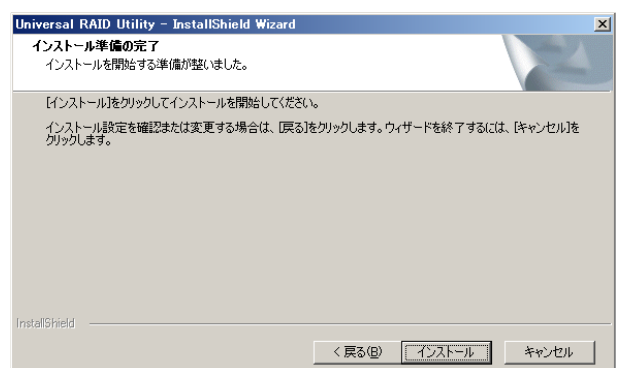 Universal RAID Utility - InstallShield Wizard
インストール準備の完了
インストールを開始する準備が整いました。
[インストール]をクリックしてインストールを開始してください。
インストール設定を確認または変更する場合は、[戻る]をクリックします。ウィザードを終了するには、[キャンセル]を
クリックします。
InstallShield
< 戻る(B)
インストール
キャンセル